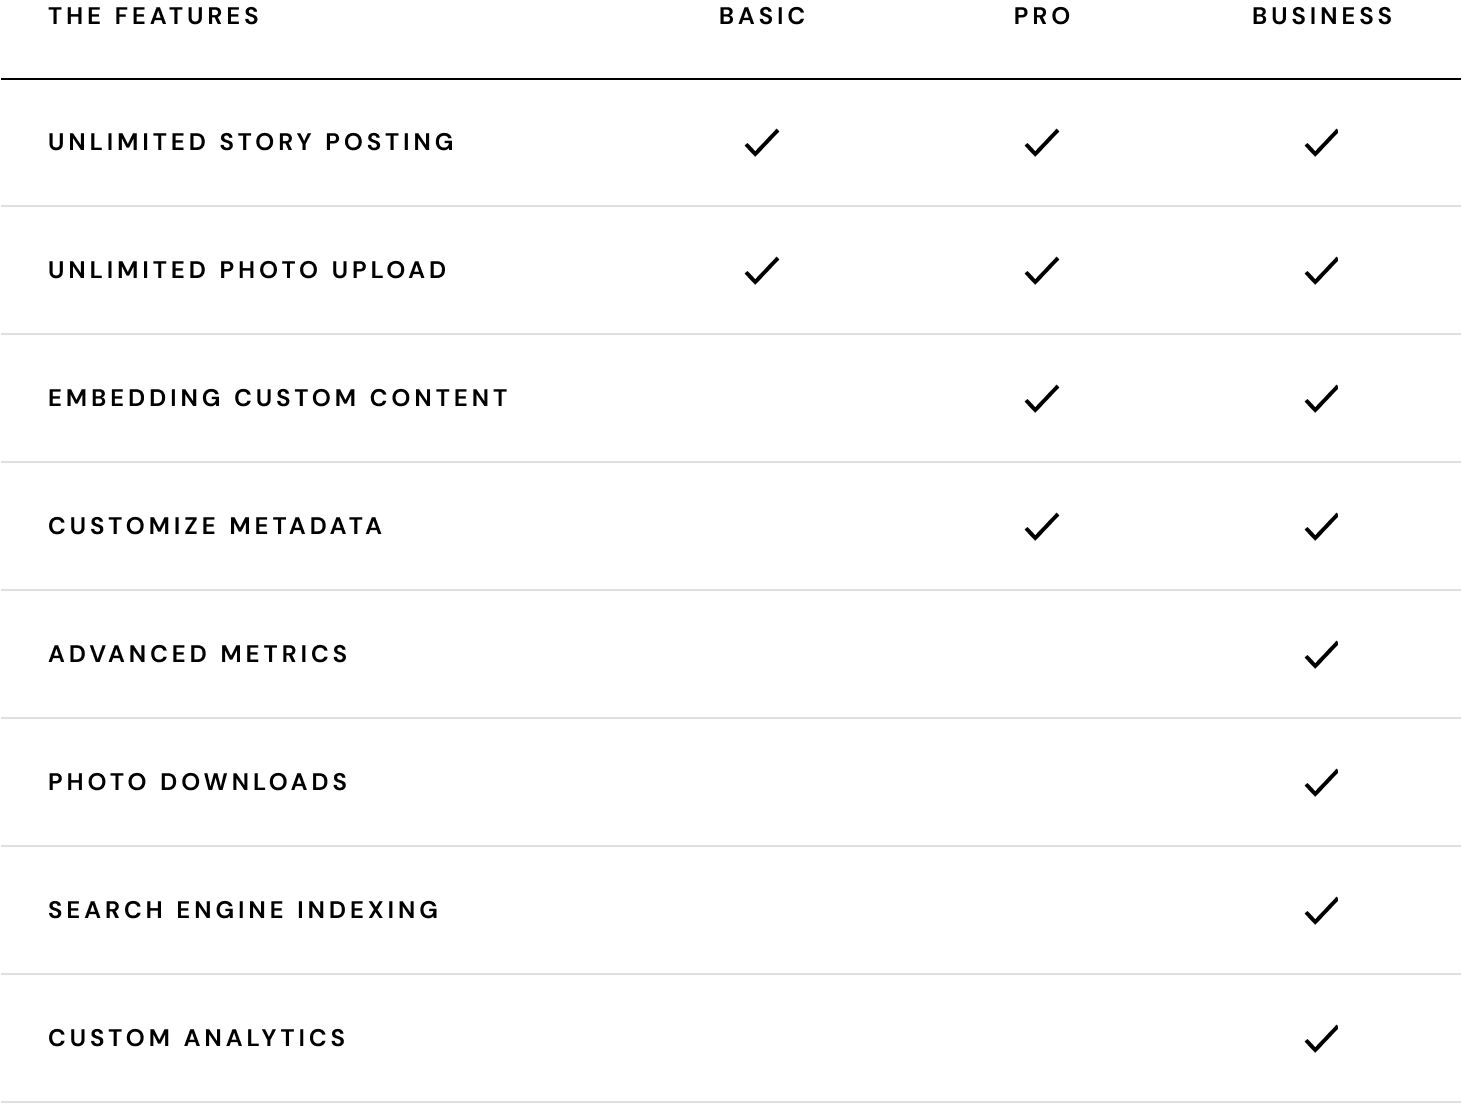 THE FEATURES BASIC PRO BUSINESS
UNLIMITED STORY POSTING
UNLIMITED PHOTO UPLOAD
EMBEDDING CUSTOM CONTENT
CUSTOMIZE METADATA
ADVANCED METRICS
PHOTO DOWNLOADS
SEARCH ENGINE INDEXING
CUSTOM ANALYTICS